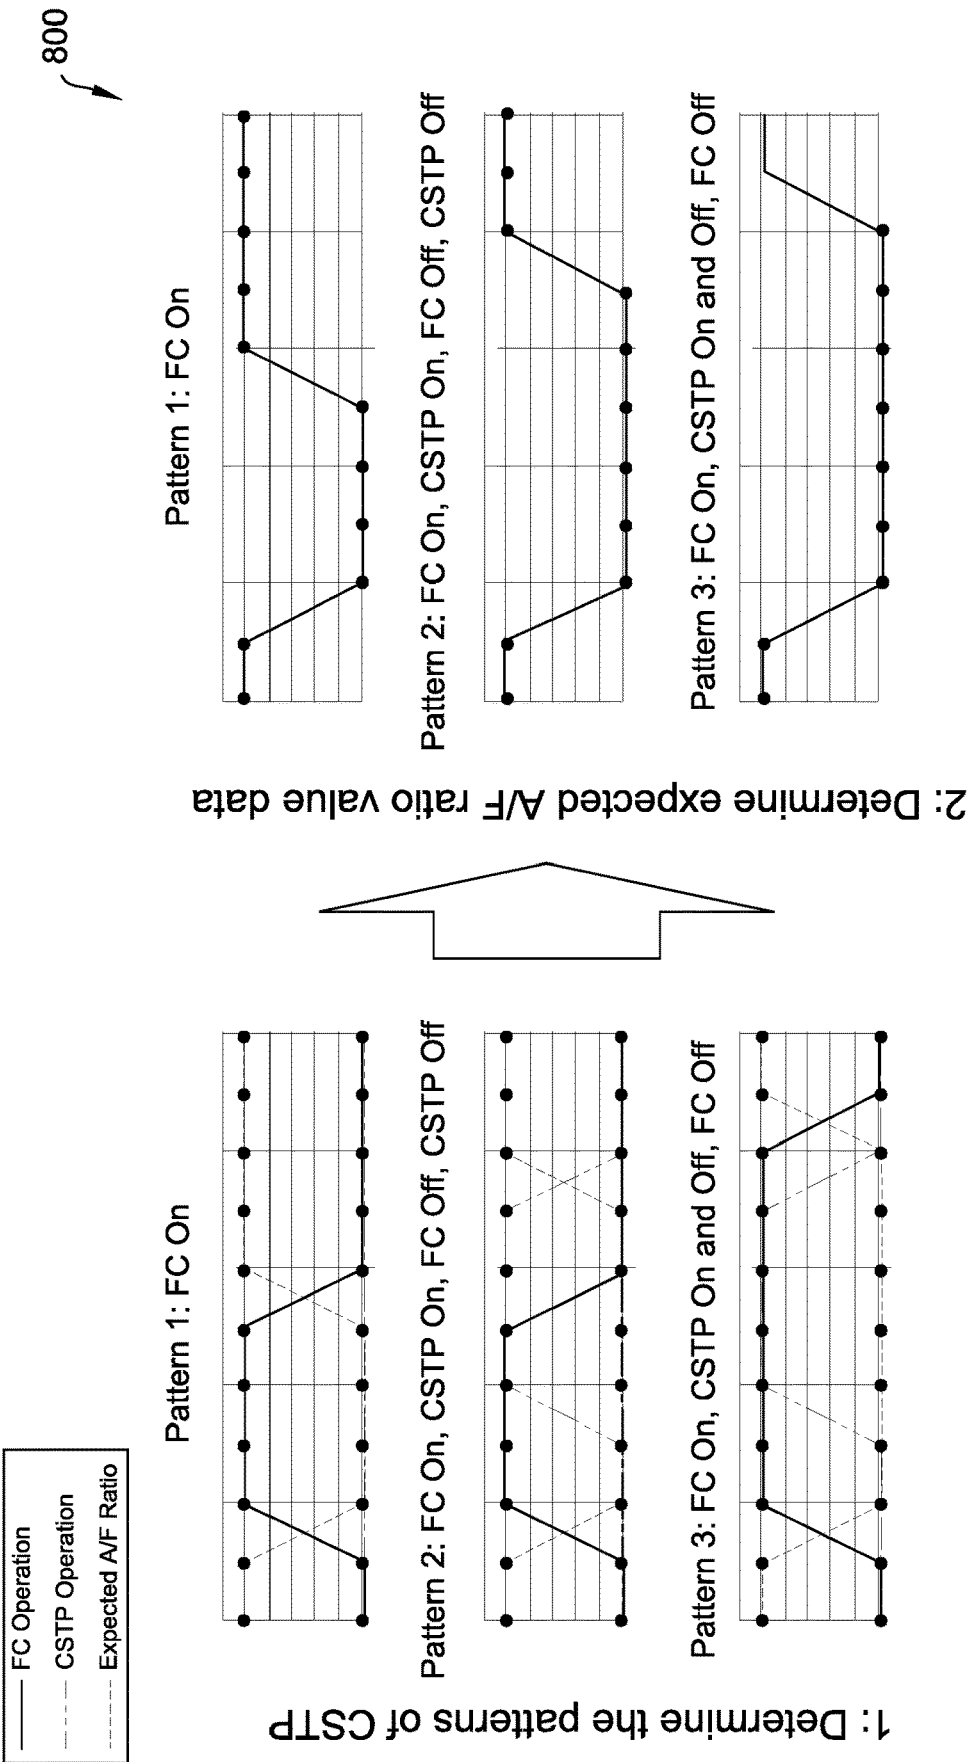 800
FC Operation
CSTP Operation
Expected A/F Ratio
Pattern 1: FC On
Pattern 2: FC On, CSTP On, FC Off, CSTP Off
Pattern 3: FC On, CSTP On and Off, FC Off
1: Determine the patterns of CSTP
Pattern 1: FC On
Pattern 2: FC On, CSTP On, FC Off, CSTP Off
Pattern 3: FC On, CSTP On and Off, FC Off
2: Determine expected A/F ratio value data